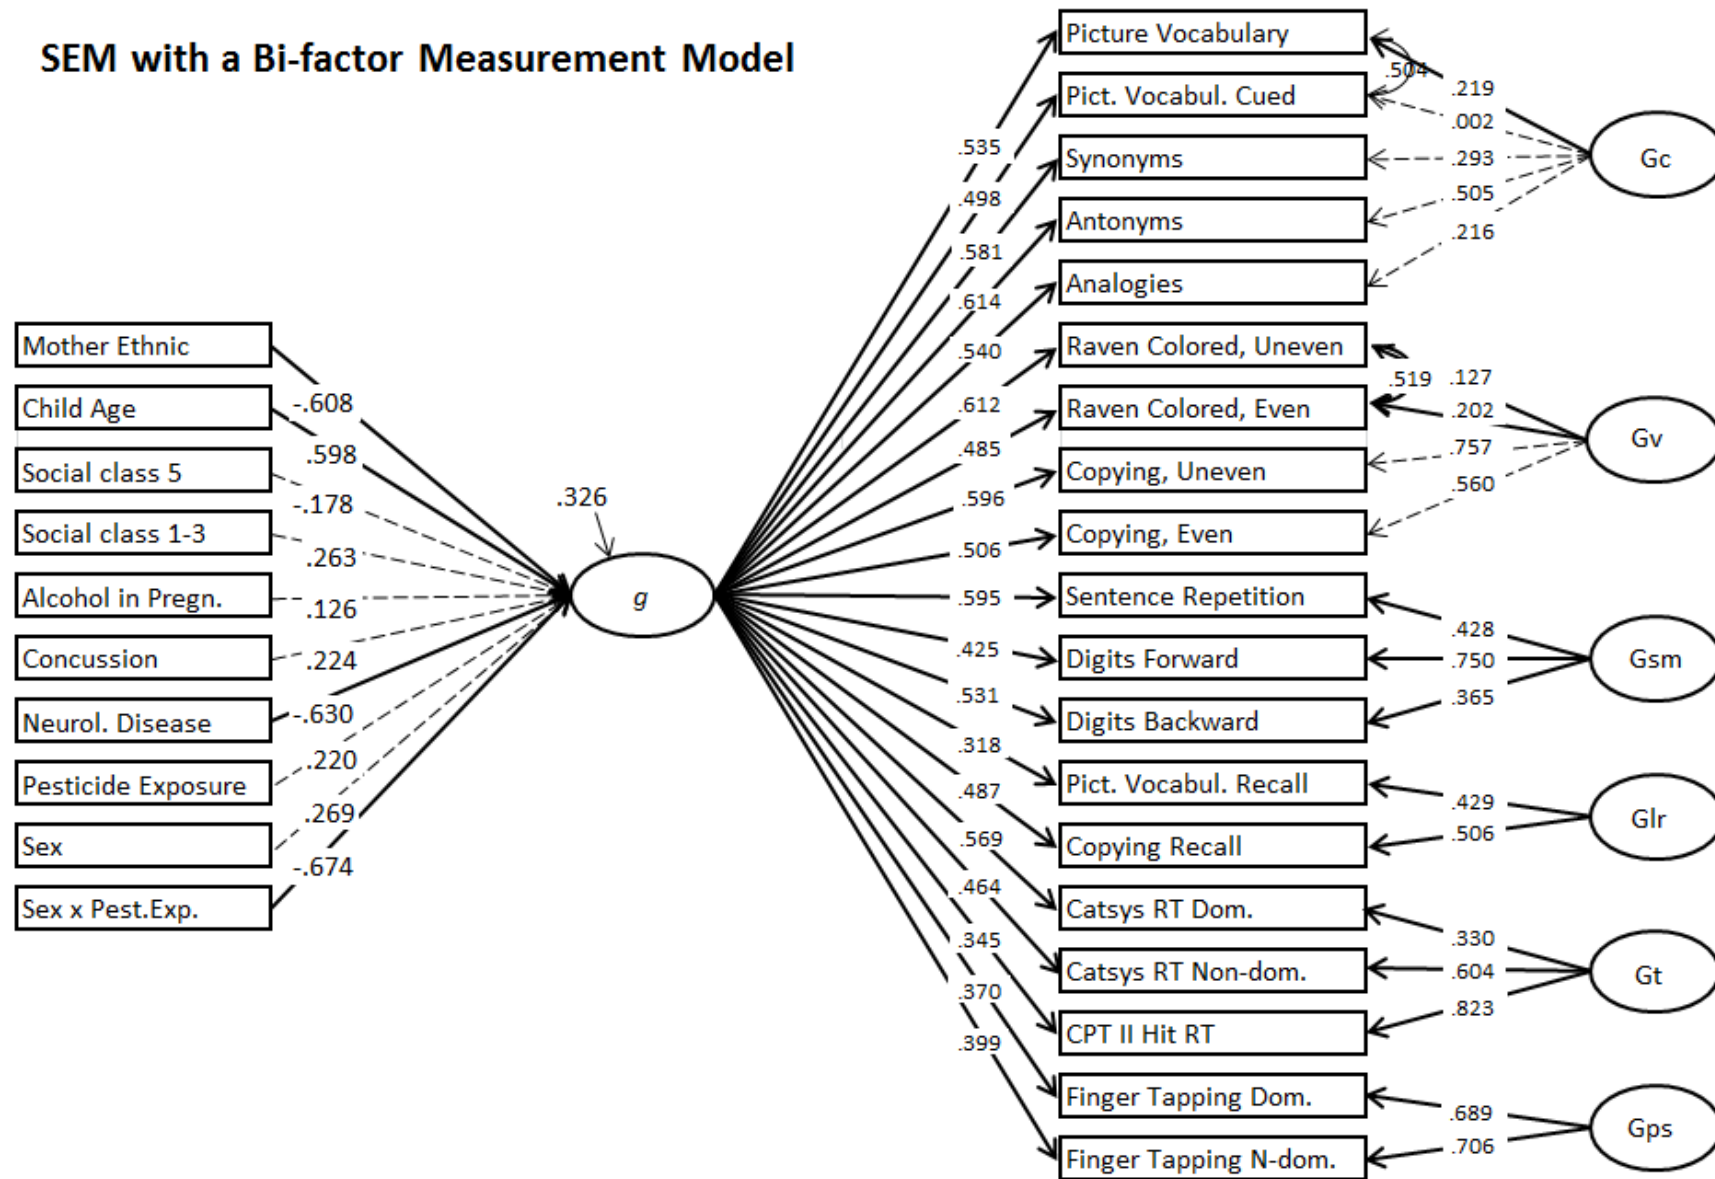 SEM with a Bi-factor Measurement Model
Mother Ethnic
Child Age
Social class 5
Social class 1-3
Alcohol in Pregn.
Concussion
Neurol. Disease
Pesticide Exposure
Sex
Sex x Pest.Exp.
-.608
.598
-.178
.263
.126
.224
-.630
.220
.269
-.674
.326
g
.535
.498
.581
.614
.540
.612
.485
.596
.506
.595
.425
.531
.318
.487
.569
.464
.345
.370
.399
Picture Vocabulary
Pict. Vocabul. Cued
Synonyms
Antonyms
Analogies
Raven Colored, Uneven
Raven Colored, Even
Copying, Uneven
Copying, Even
Sentence Repetition
Digits Forward
Digits Backward
Pict. Vocabul. Recall
Copying Recall
Catsys RT Dom.
Catsys RT Non-dom.
CPT II Hit RT
Finger Tapping Dom.
Finger Tapping N-dom.
.504
.219
.002
.293
.505
.216
Gc
.519
.127
.202
.757
.560
Gv
.428
.750
.365
Gsm
.429
.506
Glr
.330
.604
.823
Gt
.689
.706
Gps